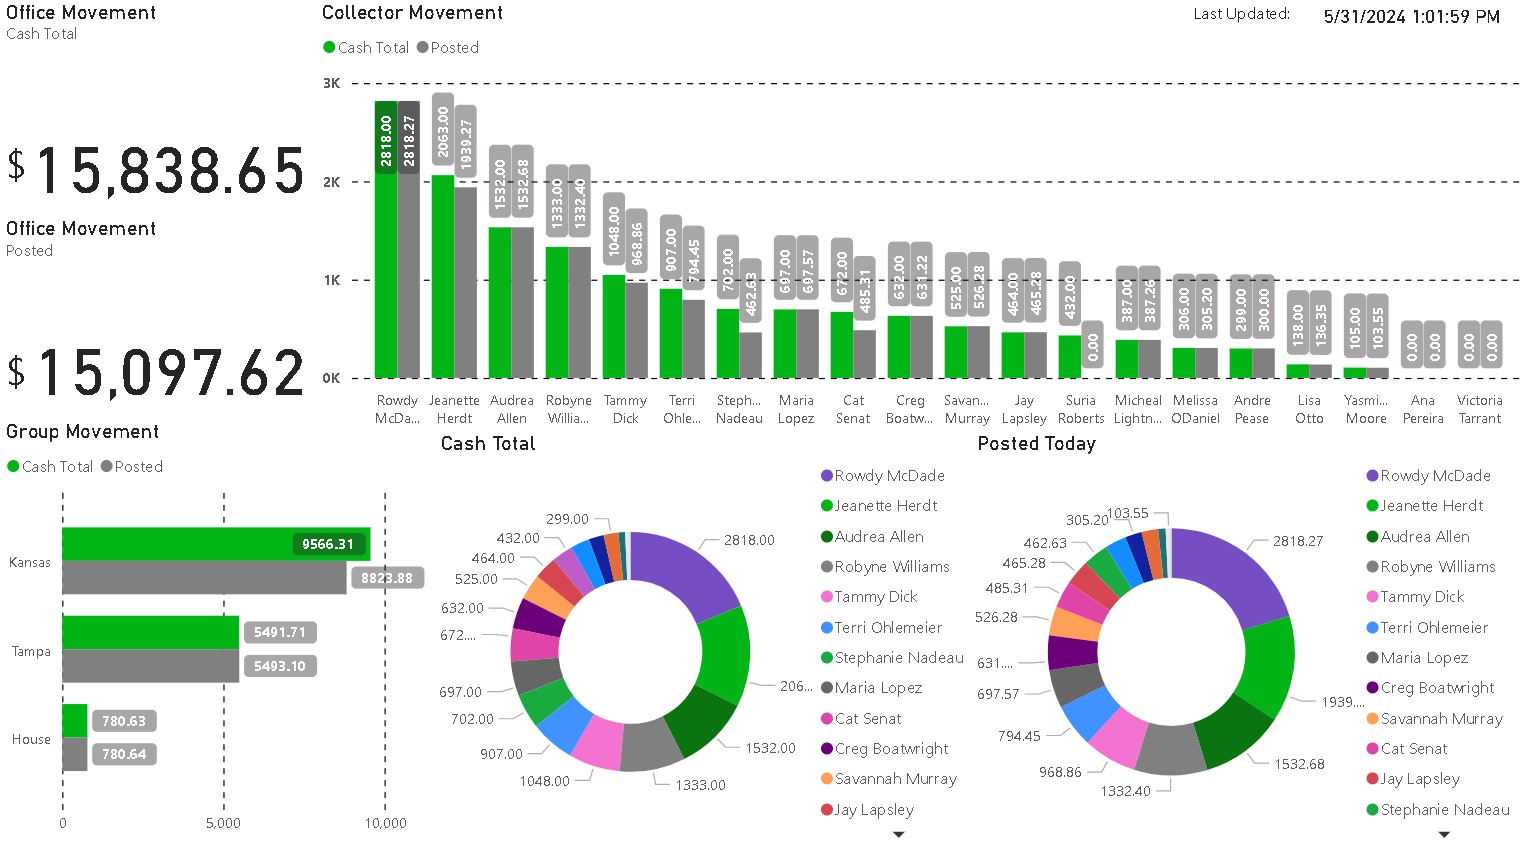 Office Movement
Cash Total
$ 15,838.65
Office Movement
Posted
$ 15,097.62
Collector Movement
Cash Total Posted
Last Updated: 5/31/2024 1:01:59 PM
3K
2K
1K
0K
2818.00 2818.27 2063.00 1939.27 1532.00 1532.68 1333.00 1332.40 1048.00 968.86 907.00 794.45 702.00 462.63 697.00 697.57 672.00 485.31 632.00 631.22 525.00 526.28 464.00 465.28 432.00 0.00 387.00 387.26 306.00 305.20 299.00 300.00 138.00 136.35 105.00 103.55 0.00 0.00 0.00 0.00
Rowdy Jeanette Audrea Robyne Tammy Terri Steph... Maria Cat Creg Savan... Jay Suria Micheal Melissa Andre Lisa Yasmi... Ana Victoria
McDa... Herdt Allen Willia... Dick Ohle... Nadeau Lopez Senat Boatw... Murray Lapsley Roberts Lightn... ODaniel Pease Otto Moore Pereira Tarrant
Group Movement
Cash Total Posted
Kansas
9566.31
8823.88
Tampa
5491.71
5493.10
House
780.63
780.64
0 5,000 10,000
Cash Total
299.00
432.00
464.00
525.00
632.00
672....
697.00
702.00
907.00
1048.00
1333.00
1532.00
206...
2818.00
Rowdy McDade
Jeanette Herdt
Audrea Allen
Robyne Williams
Tammy Dick
Terri Ohlemeier
Stephanie Nadeau
Maria Lopez
Cat Senat
Creg Boatwright
Savannah Murray
Jay Lapsley
Posted Today
103.55
305.20
462.63
465.28
485.31
526.28
631....
697.57
794.45
968.86
1332.40
1532.68
1939....
2818.27
Rowdy McDade
Jeanette Herdt
Audrea Allen
Robyne Williams
Tammy Dick
Terri Ohlemeier
Maria Lopez
Creg Boatwright
Savannah Murray
Cat Senat
Jay Lapsley
Stephanie Nadeau